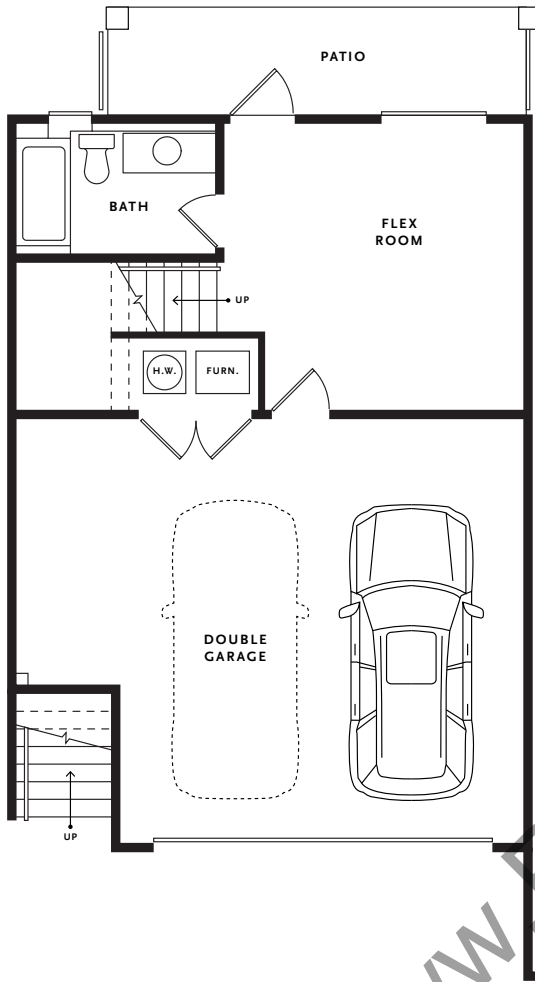 PATIO
BATH
FLEX
ROOM
UP
H.W.
FURN.
DOUBLE
GARAGE
UP